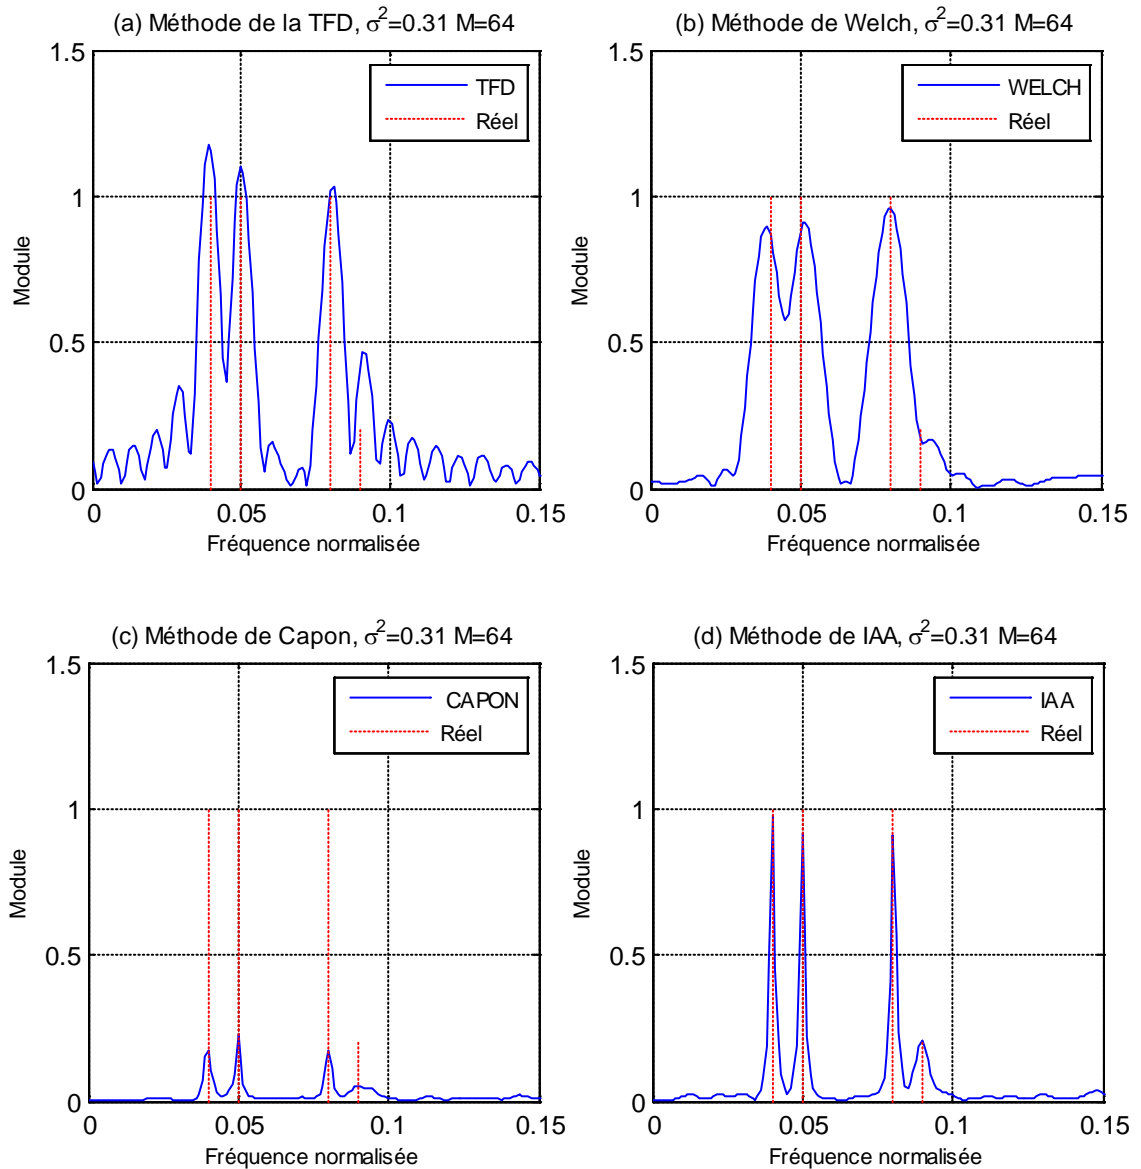 (a) Méthode de la TFD, σ²=0.31 M=64
1.5
1
0.5
0
Module
TFD
Réel
0 0.05 0.1 0.15
Fréquence normalisée
(b) Méthode de Welch, σ²=0.31 M=64
1.5
1
0.5
0
Module
WELCH
Réel
0 0.05 0.1 0.15
Fréquence normalisée
(c) Méthode de Capon, σ²=0.31 M=64
1.5
1
0.5
0
Module
CAPON
Réel
0 0.05 0.1 0.15
Fréquence normalisée
(d) Méthode de IAA, σ²=0.31 M=64
1.5
1
0.5
0
Module
IAA
Réel
0 0.05 0.1 0.15
Fréquence normalisée